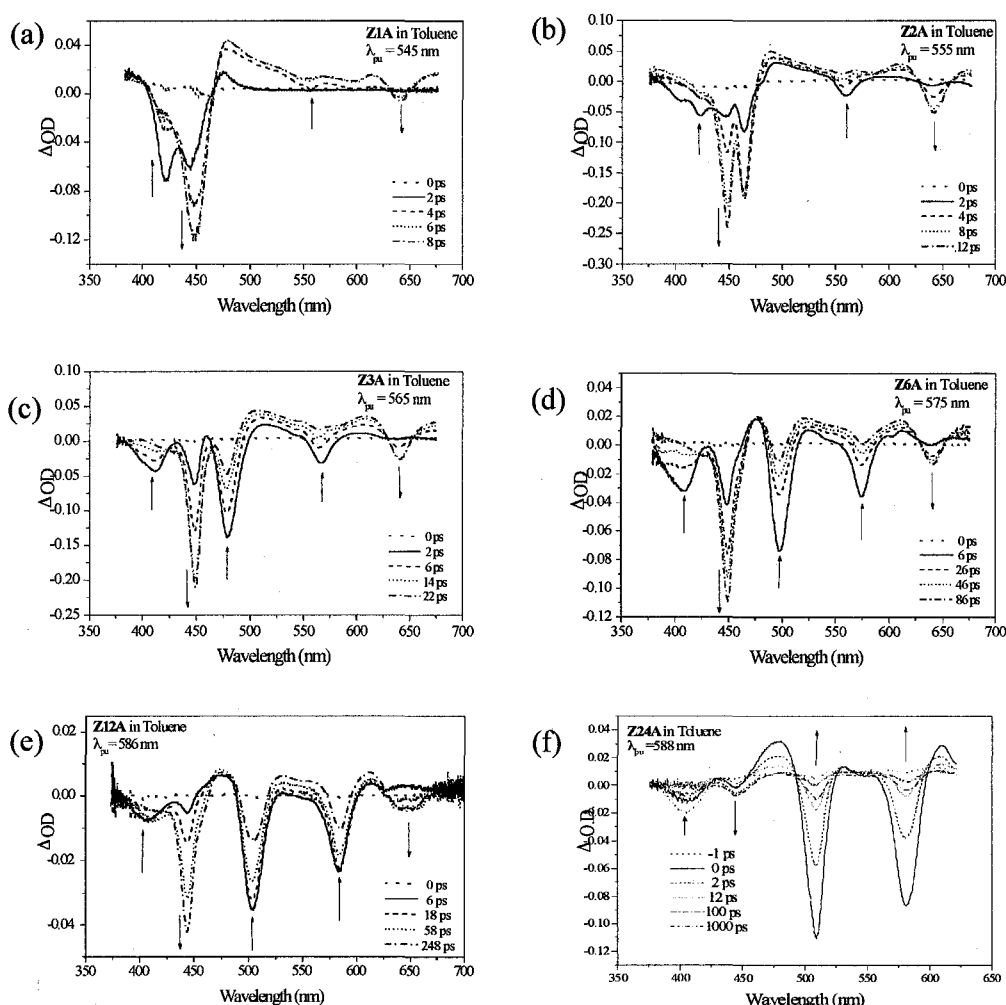 (a)
Z1A in Toluene
λpu = 545 nm
0.04
0.00
-0.04
-0.08
-0.12
ΔOD
0 ps
2 ps
4 ps
6 ps
8 ps
350 400 450 500 550 600 650 700
Wavelength (nm)
(b)
Z2A in Toluene
λpu = 555 nm
0.10
0.05
0.00
-0.05
-0.10
-0.15
-0.20
-0.25
-0.30
ΔOD
0 ps
2 ps
4 ps
8 ps
12 ps
350 400 450 500 550 600 650 700
Wavelength (nm)
(c)
Z3A in Toluene
λpu = 565 nm
0.10
0.05
0.00
-0.05
-0.10
-0.15
-0.20
-0.25
ΔOD
0 ps
2 ps
6 ps
14 ps
22 ps
350 400 450 500 550 600 650 700
Wavelength (nm)
(d)
Z6A in Toluene
λpu = 575 nm
0.04
0.02
0.00
-0.02
-0.04
-0.06
-0.08
-0.10
-0.12
ΔOD
0 ps
6 ps
26 ps
46 ps
86 ps
350 400 450 500 550 600 650 700
Wavelength (nm)
(e)
Z12A in Toluene
λpu = 586 nm
0.02
0.00
-0.02
-0.04
ΔOD
0 ps
6 ps
18 ps
58 ps
248 ps
350 400 450 500 550 600 650 700
Wavelength (nm)
(f)
Z24A in Toluene
λpu = 588 nm
0.04
0.02
0.00
-0.02
-0.04
-0.06
-0.08
-0.10
-0.12
ΔO.D
-1 ps
0 ps
2 ps
12 ps
100 ps
1000 ps
350 400 450 500 550 600 650
Wavelength (nm)